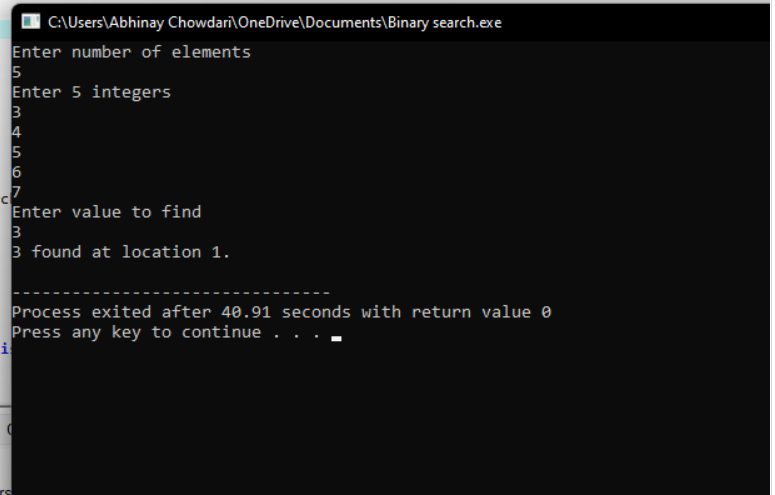 C:\Users\Abhinay Chowdari\OneDrive\Documents\Binary search.exe
Enter number of elements
5
Enter 5 integers
3
4
5
6
7
Enter value to find
3
3 found at location 1.
--------------------------------
Process exited after 40.91 seconds with return value 0
Press any key to continue . . .